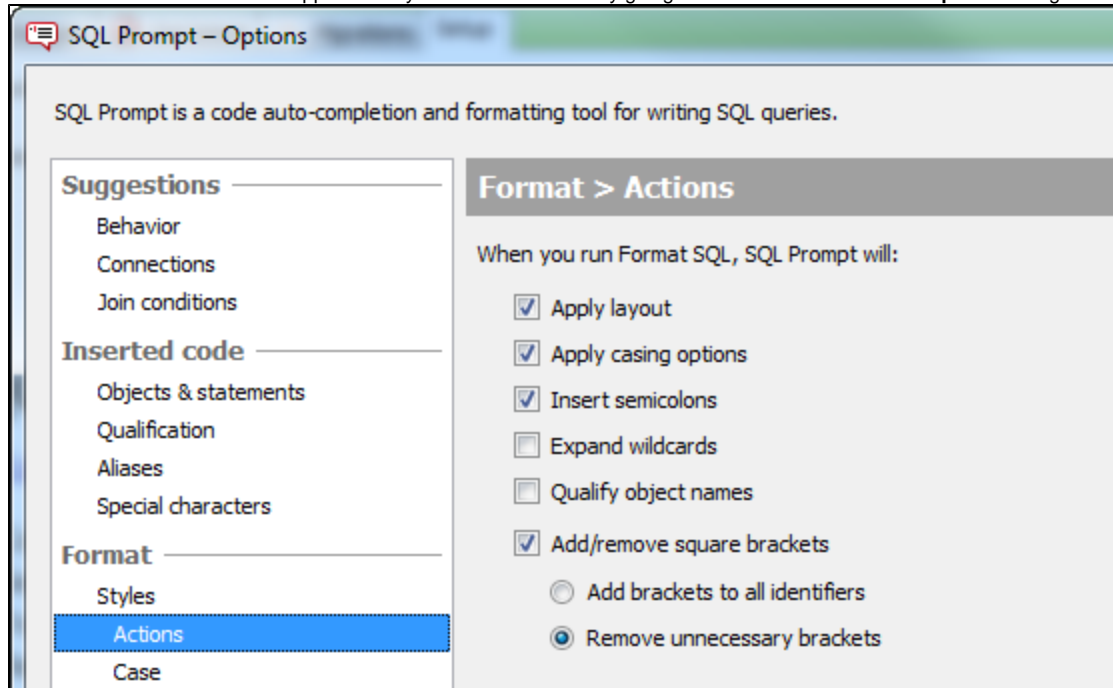 SQL Prompt – Options
SQL Prompt is a code auto-completion and formatting tool for writing SQL queries.
Suggestions
Behavior
Connections
Join conditions
Inserted code
Objects & statements
Qualification
Aliases
Special characters
Format
Styles
Actions
Case
Format > Actions
When you run Format SQL, SQL Prompt will:
Apply layout
Apply casing options
Insert semicolons
Expand wildcards
Qualify object names
Add/remove square brackets
Add brackets to all identifiers
Remove unnecessary brackets